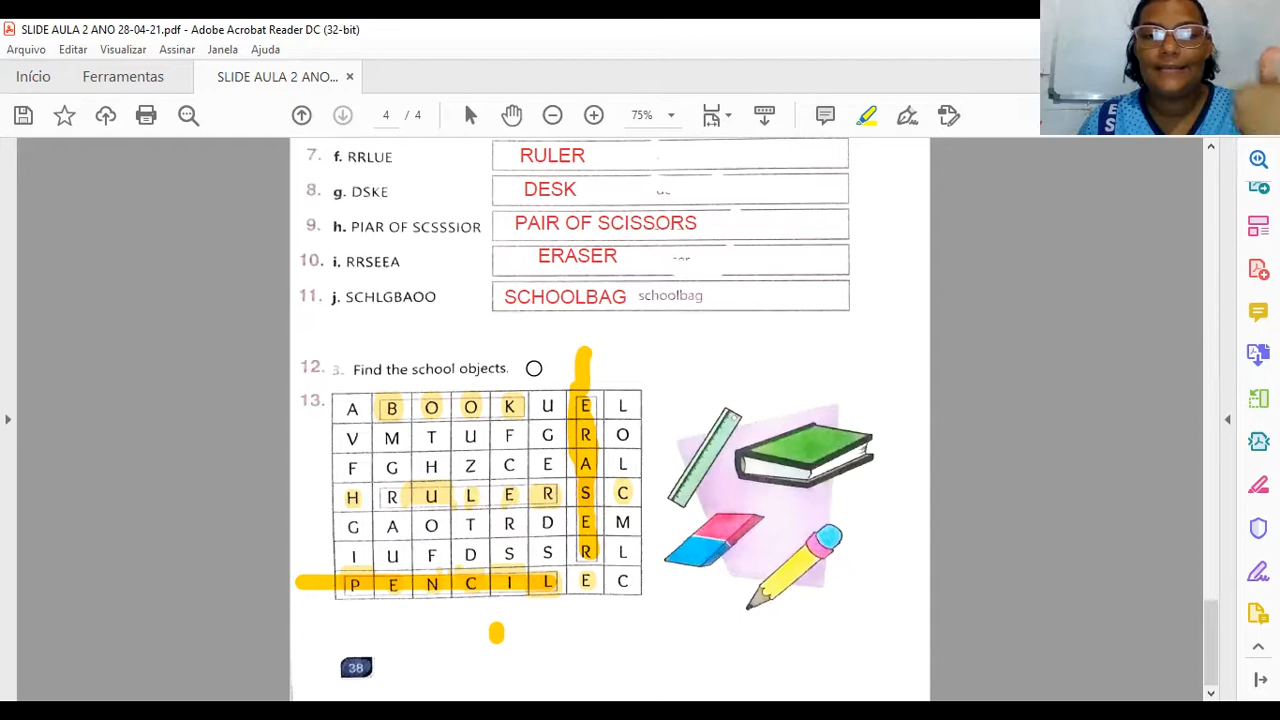 SLIDE AULA 2 ANO 28-04-21.pdf - Adobe Acrobat Reader DC (32-bit)
Arquivo Editar Visualizar Assinar Janela Ajuda
Início Ferramentas SLIDE AULA 2 ANO... ×
4 / 4 75%
7. f. RRLUE RULER
8. g. DSKE DESK
9. h. PIAR OF SCSSSIOR PAIR OF SCISSORS
10. i. RRSEEA ERASER
11. j. SCHLGBAOO SCHOOLBAG schoolbag
12. 3. Find the school objects.
13. A B O O K U E L
V M T U F G R O
F G H Z C E A L
H R U L E R S C
G A O T R D E M
I U F D S S R L
P E N C I L E C
38
E
S